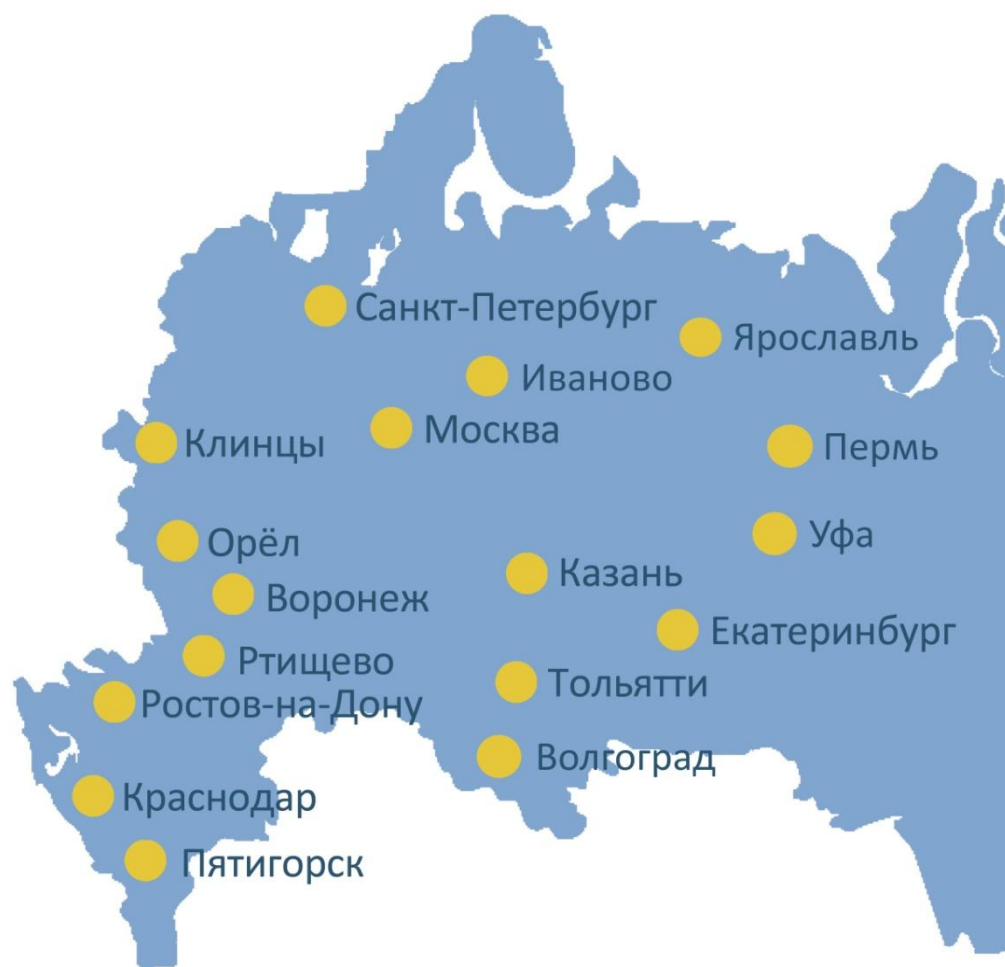 Санкт-Петербург
Ярославль
Иваново
Москва
Клинцы
Пермь
Орёл
Уфа
Казань
Воронеж
Екатеринбург
Ртищево
Тольятти
Ростов-на-Дону
Волгоград
Краснодар
Пятигорск